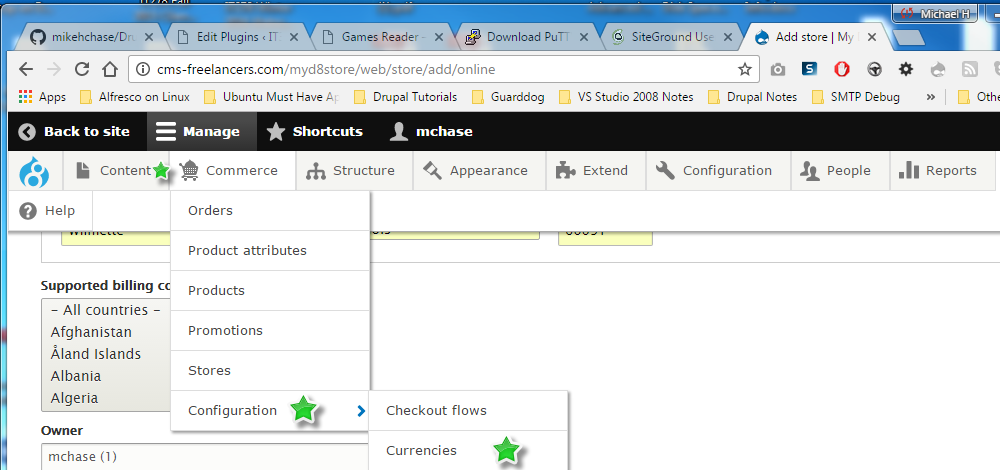 Michael H
mikehchase/Dru
Edit Plugins ‹ IT:
Games Reader –
Download PuTT
SiteGround Use
Add store | My
cms-freelancers.com/myd8store/web/store/add/online
Apps Alfresco on Linux Ubuntu Must Have Ap Drupal Tutorials Guarddog VS Studio 2008 Notes Drupal Notes SMTP Debug » Othe
Back to site Manage Shortcuts mchase
Content Commerce Structure Appearance Extend Configuration People Reports
Help
Orders
Product attributes
Products
Promotions
Stores
Configuration
Checkout flows
Currencies
Supported billing co
- All countries -
Afghanistan
Åland Islands
Albania
Algeria
Owner
mchase (1)